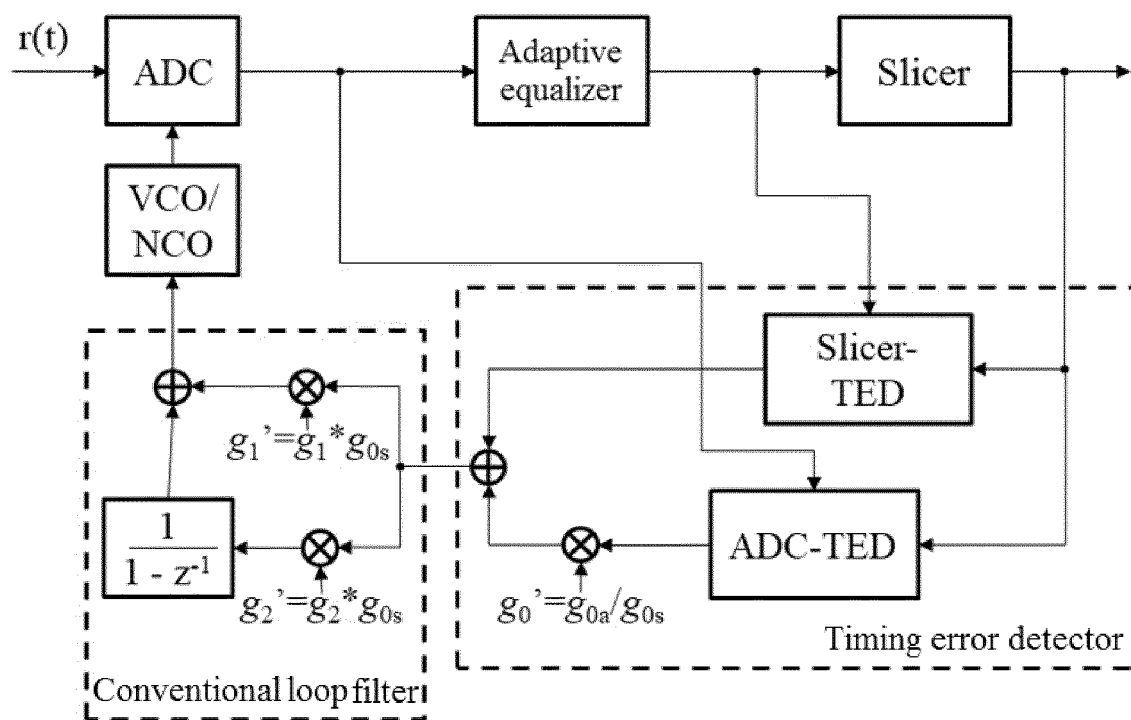 r(t)
ADC
Adaptive
equalizer
Slicer
VCO/
NCO
Slicer-
TED
g₁’=g₁*g₀ₛ
1
1 - z⁻¹
ADC-TED
g₂’=g₂*g₀ₛ
g₀’=g₀ₐ/g₀ₛ
Timing error detector
Conventional loop filter